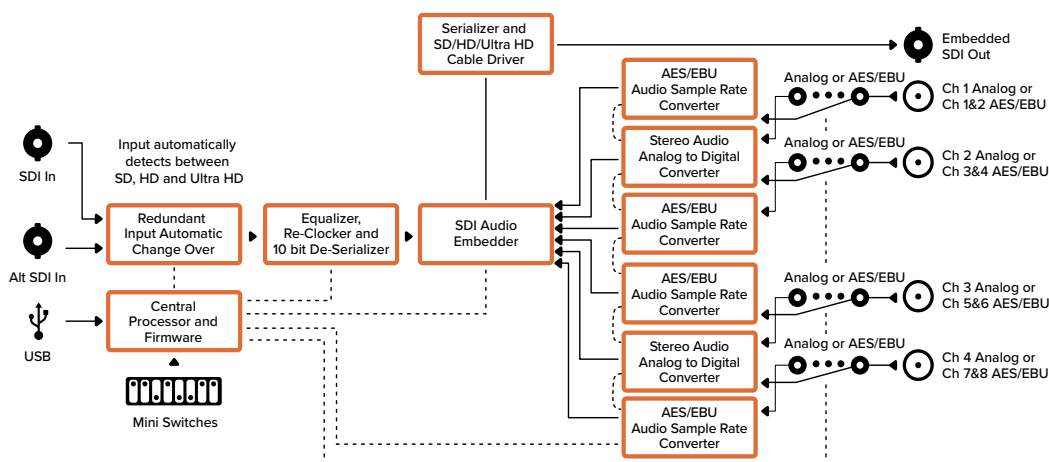 Serializer and
SD/HD/Ultra HD
Cable Driver
Embedded
SDI Out
AES/EBU
Audio Sample Rate
Converter
Analog or AES/EBU
Ch 1 Analog or
Ch 1&2 AES/EBU
SDI In
Input automatically
detects between
SD, HD and Ultra HD
Stereo Audio
Analog to Digital
Converter
Analog or AES/EBU
Ch 2 Analog or
Ch 3&4 AES/EBU
Alt SDI In
Redundant
Input Automatic
Change Over
Equalizer,
Re-Clocker and
10 bit De-Serializer
SDI Audio
Embedder
AES/EBU
Audio Sample Rate
Converter
USB
Central
Processor and
Firmware
AES/EBU
Audio Sample Rate
Converter
Analog or AES/EBU
Ch 3 Analog or
Ch 5&6 AES/EBU
Stereo Audio
Analog to Digital
Converter
Analog or AES/EBU
Ch 4 Analog or
Ch 7&8 AES/EBU
Mini Switches
AES/EBU
Audio Sample Rate
Converter